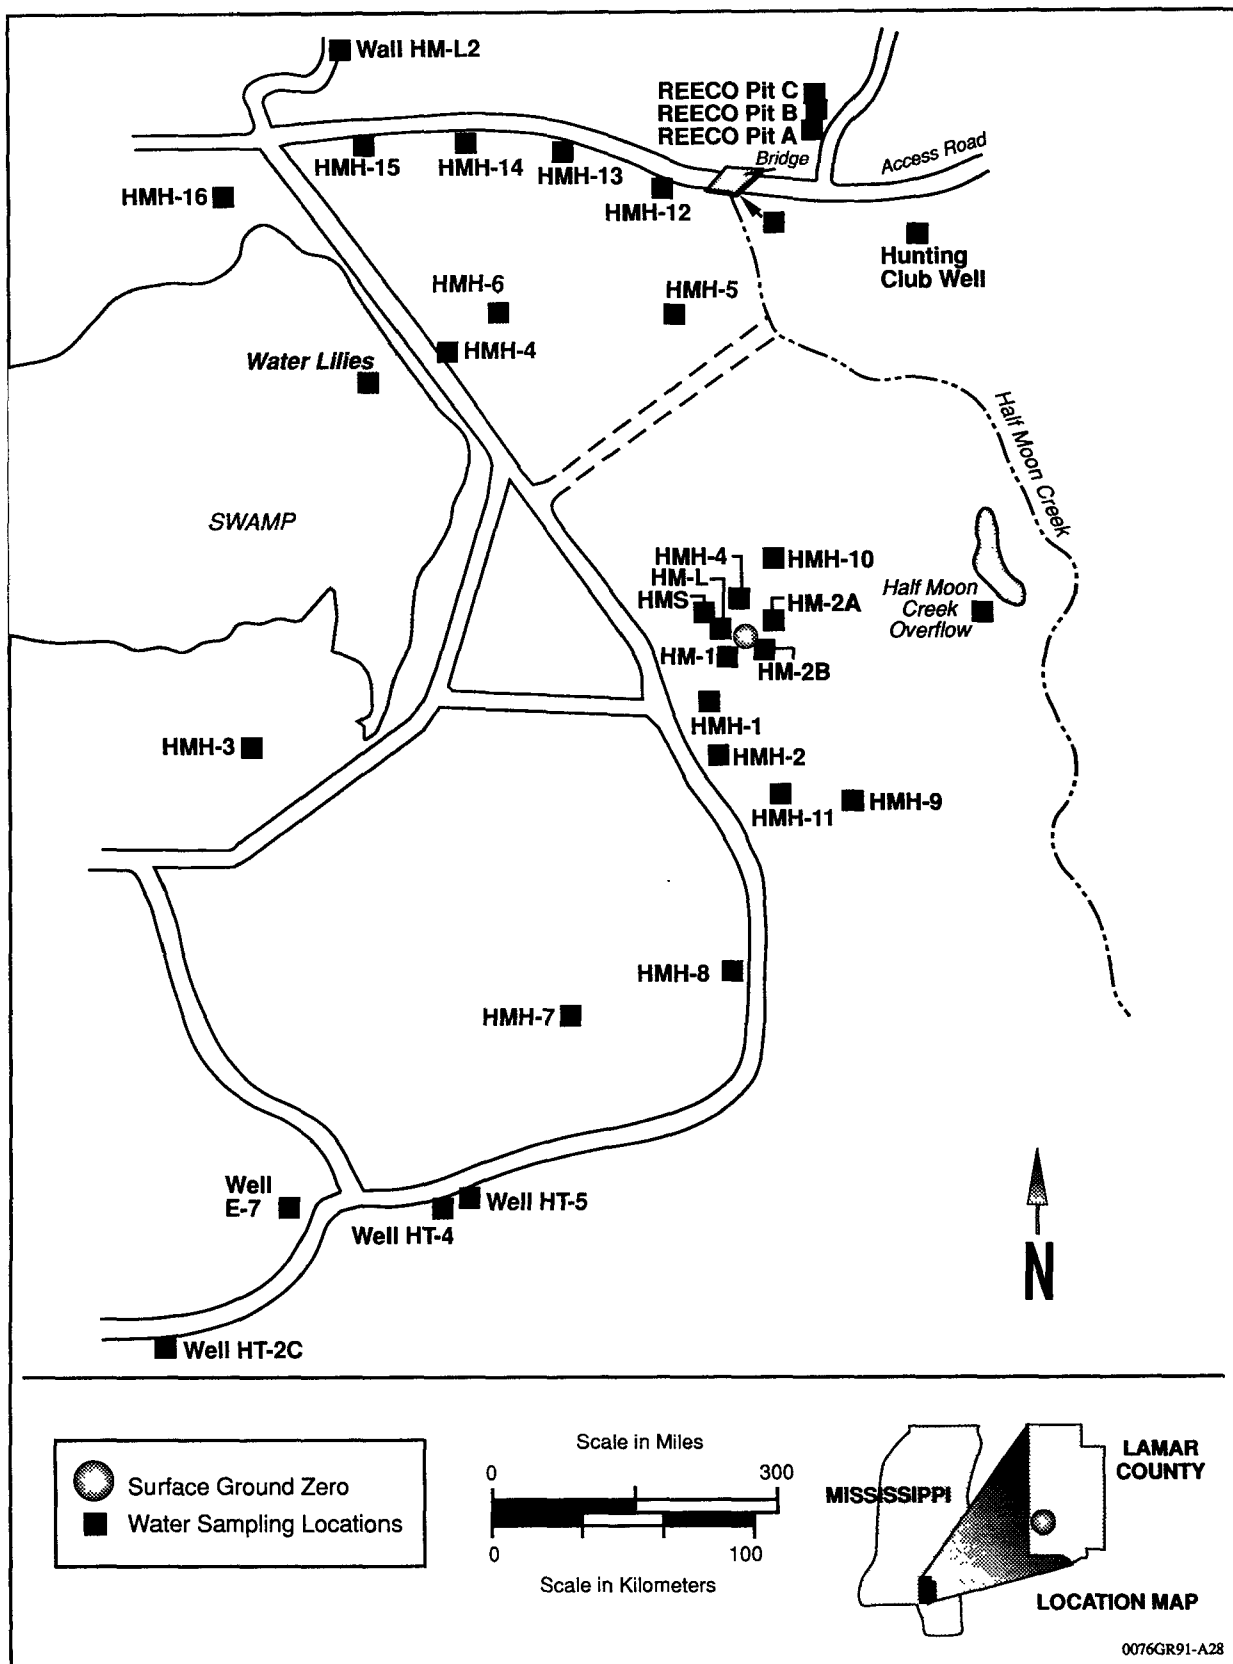 Wall HM-L2
REECO Pit C
REECO Pit B
REECO Pit A
Bridge
Access Road
HMH-15
HMH-14
HMH-13
HMH-12
HMH-16
Hunting
Club Well
HMH-6
HMH-5
HMH-4
Water Lilies
Half Moon Creek
SWAMP
HMH-4
HM-L
HMS
HMH-10
HM-2A
Half Moon
Creek
Overflow
HM-1
HM-2B
HMH-1
HMH-3
HMH-2
HMH-11
HMH-9
HMH-8
HMH-7
Well
E-7
Well HT-5
Well HT-4
N
Well HT-2C
Surface Ground Zero
Water Sampling Locations
Scale in Miles
0 300
0 100
Scale in Kilometers
MISSISSIPPI
LAMAR
COUNTY
LOCATION MAP
0076GR91-A28